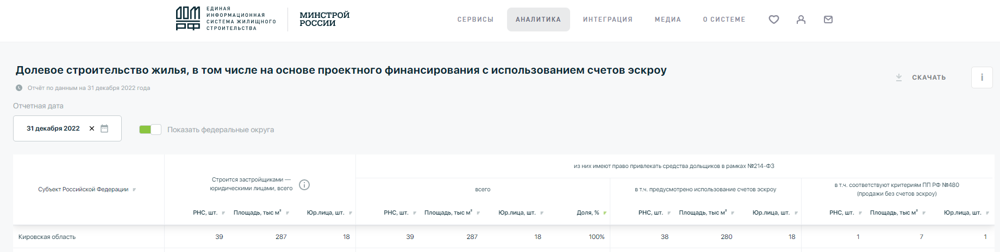 ДОМ
РФ
ЕДИНАЯ
ИНФОРМАЦИОННАЯ
СИСТЕМА ЖИЛИЩНОГО
СТРОИТЕЛЬСТВА
МИНСТРОЙ
РОССИИ
СЕРВИСЫ АНАЛИТИКА ИНТЕГРАЦИЯ МЕДИА О СИСТЕМЕ
Долевое строительство жилья, в том числе на основе проектного финансирования с использованием счетов эскроу
СКАЧАТЬ i
Отчёт по данным на 31 декабря 2022 года
Отчетная дата
31 декабря 2022 ×
Показать федеральные округа
Субъект Российской Федерации
Строится застройщиками —
юридическими лицами, всего
из них имеют право привлекать средства дольщиков в рамках №214-ФЗ
всего
в т.ч. предусмотрено использование счетов эскроу
в т.ч. соответствуют критериям ПП РФ №480
(продажи без счетов эскроу)
РНС, шт. Площадь, тыс м² Юр.лица, шт. РНС, шт. Площадь, тыс м² Юр.лица, шт. Доля, % РНС, шт. Площадь, тыс м² Юр.лица, шт. РНС, шт. Площадь, тыс м² Юр.лица, шт.
Кировская область 39 287 18 39 287 18 100% 38 280 18 1 7 1